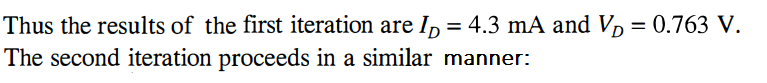 Thus the results of the first iteration are I_D = 4.3 mA and V_D = 0.763 V.
The second iteration proceeds in a similar manner: